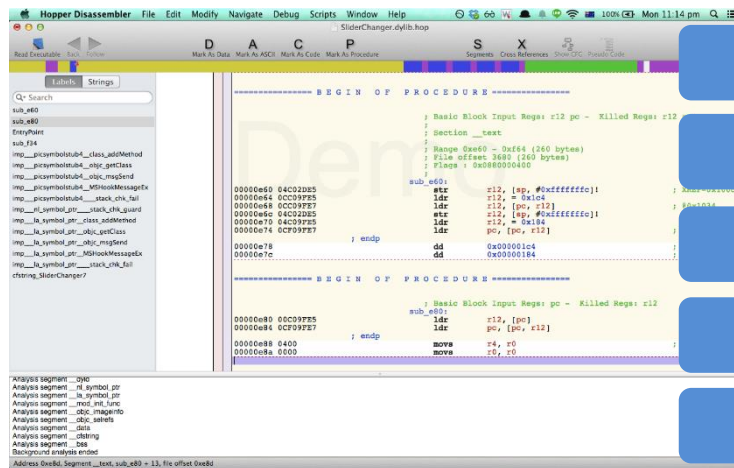 Hopper Disassembler File Edit Modify Navigate Debug Scripts Window Help 100% Mon 11:14 pm
SliderChanger.dylib.hop
D A C P S X
Read Executable Back Follow Mark As Data Mark As ASCII Mark As Code Mark As Procedure Segments Cross References Show CFG Pseudo Code
Labels Strings
Search
sub_e60
sub_e80
EntryPoint
sub_f34
imp___picsymbolstub4__class_addMethod
imp___picsymbolstub4__objc_getClass
imp___picsymbolstub4__objc_msgSend
imp___picsymbolstub4__MSHookMessageEx
imp___picsymbolstub4____stack_chk_fail
imp___nl_symbol_ptr____stack_chk_guard
imp___la_symbol_ptr__class_addMethod
imp___la_symbol_ptr__objc_getClass
imp___la_symbol_ptr__objc_msgSend
imp___la_symbol_ptr__MSHookMessageEx
imp___la_symbol_ptr____stack_chk_fail
cfstring_SliderChanger7
Demo
================ B E G I N   O F   P R O C E D U R E ================
; Basic Block Input Regs: r12 pc - Killed Regs: r12
;
; Section __text
;
; Range 0xe60 - 0xf64 (260 bytes)
; File offset 3680 (260 bytes)
; Flags : 0x0880000400
;
sub_e60:
00000e60 04C02DE5 str r12, [sp, #0xfffffffc]!
00000e64 0CC09FE5 ldr r12, = 0x1c4
00000e68 0CC09FE7 ldr r12, [pc, r12]
00000e6c 04C02DE5 str r12, [sp, #0xfffffffc]!
00000e70 04C09FE5 ldr r12, = 0x184
00000e74 0CF09FE7 ldr pc, [pc, r12]
; endp
00000e78 dd 0x000001c4
00000e7c dd 0x00000184
================ B E G I N   O F   P R O C E D U R E ================
; Basic Block Input Regs: pc - Killed Regs: r12
sub_e80:
00000e80 00C09FE5 ldr r12, [pc]
00000e84 0CF09FE7 ldr pc, [pc, r12]
; endp
00000e88 0400 movs r4, r0
00000e8a 0000 movs r0, r0
Analysis segment __dyld
Analysis segment __nl_symbol_ptr
Analysis segment __la_symbol_ptr
Analysis segment __mod_init_func
Analysis segment __objc_imageinfo
Analysis segment __objc_selrefs
Analysis segment __data
Analysis segment __cfstring
Analysis segment __bss
Background analysis ended
Address 0xe8d, Segment __text, sub_e80 + 13, file offset 0xe8d